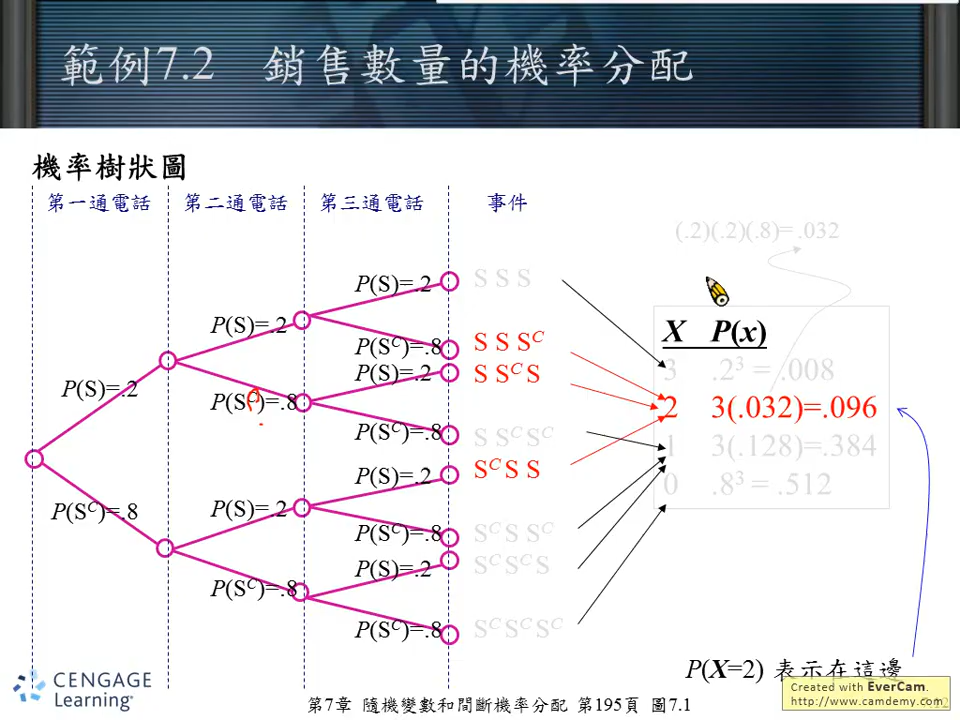 範例7.2 銷售數量的機率分配
機率樹狀圖
第一通電話 第二通電話 第三通電話 事件
(.2)(.2)(.8)= .032
P(S)=.2 S S S
P(S)=.2
X P(x)
P(Sᶜ)=.8 S S Sᶜ
3 .2³ = .008
P(S)=.2 S Sᶜ S
P(S)=.2
P(Sᶜ)=.8
2 3(.032)=.096
P(Sᶜ)=.8 S Sᶜ Sᶜ
1 3(.128)=.384
P(S)=.2 Sᶜ S S
0 .8³ = .512
P(Sᶜ)=.8
P(S)=.2
P(Sᶜ)=.8 Sᶜ S Sᶜ
P(S)=.2 Sᶜ Sᶜ S
P(Sᶜ)=.8
P(Sᶜ)=.8 Sᶜ Sᶜ Sᶜ
P(X=2) 表示在這邊
CENGAGE
Learning
第7章 隨機變數和間斷機率分配 第195頁 圖7.1
Created with EverCam.
http://www.camdemy.com